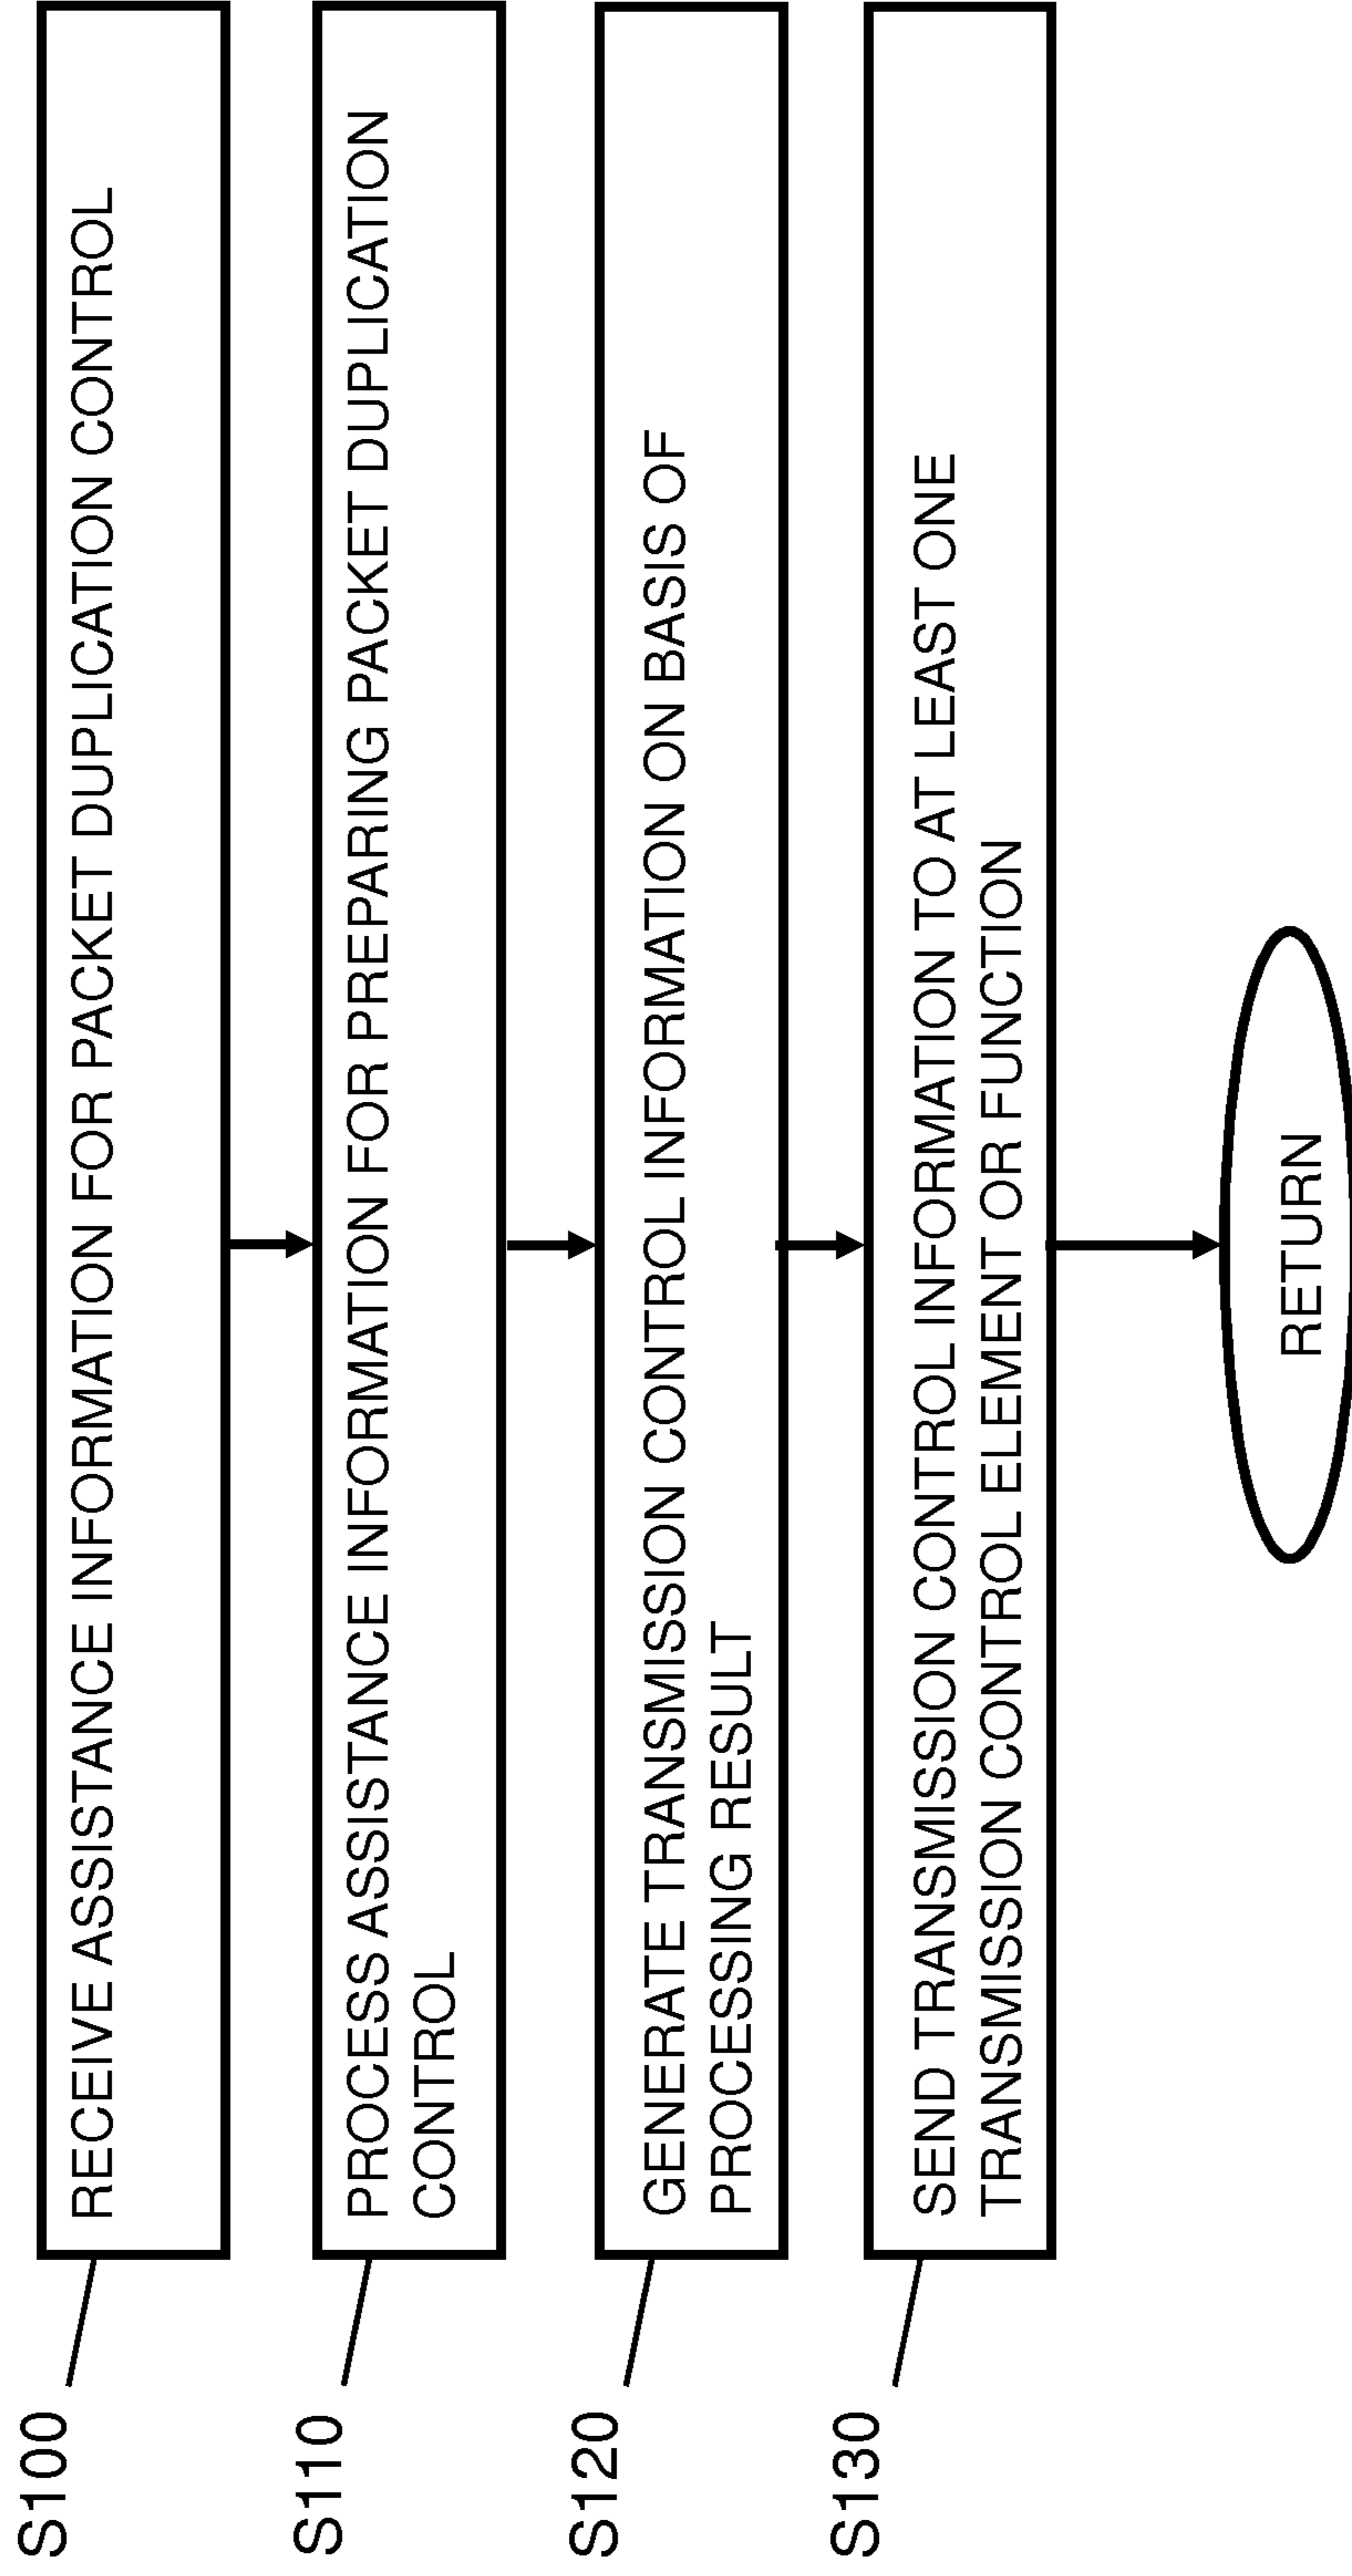 S100
RECEIVE ASSISTANCE INFORMATION FOR PACKET DUPLICATION CONTROL
S110
PROCESS ASSISTANCE INFORMATION FOR PREPARING PACKET DUPLICATION
CONTROL
S120
GENERATE TRANSMISSION CONTROL INFORMATION ON BASIS OF
PROCESSING RESULT
S130
SEND TRANSMISSION CONTROL INFORMATION TO AT LEAST ONE
TRANSMISSION CONTROL ELEMENT OR FUNCTION
RETURN